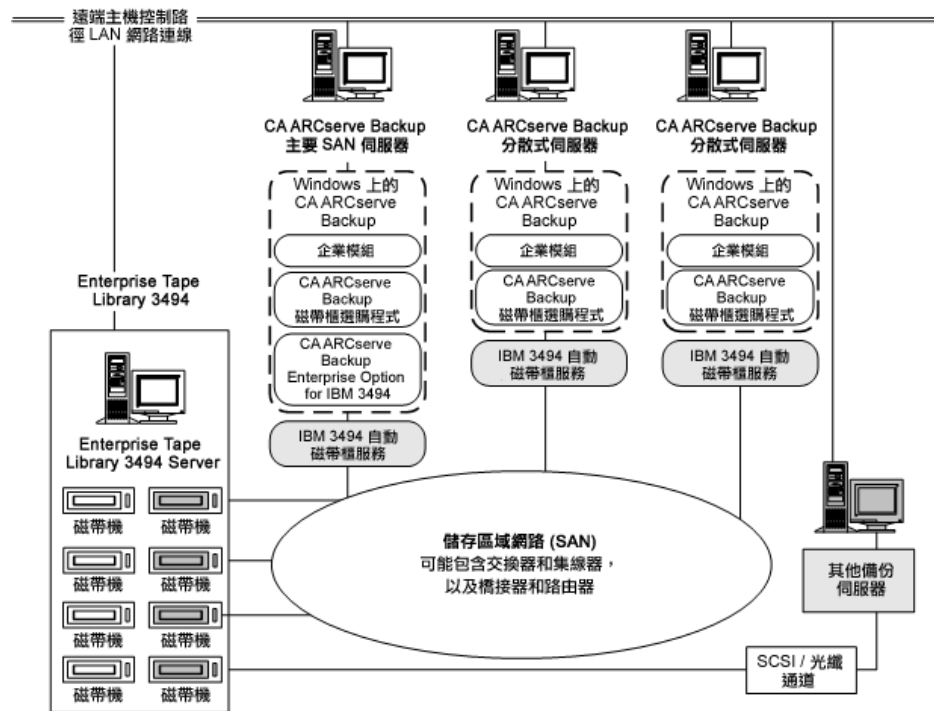 遠端主機控制路
徑 LAN 網路連線
CA ARCserve Backup
主要 SAN 伺服器
CA ARCserve Backup
分散式伺服器
CA ARCserve Backup
分散式伺服器
Windows 上的
CA ARCserve
Backup
企業模組
CA ARCserve
Backup
磁帶櫃選購程式
CA ARCserve
Backup
Enterprise Option
for IBM 3494
IBM 3494 自動
磁帶櫃服務
Windows 上的
CA ARCserve
Backup
企業模組
CA ARCserve
Backup
磁帶櫃選購程式
IBM 3494 自動
磁帶櫃服務
Windows 上的
CA ARCserve
Backup
企業模組
CA ARCserve
Backup
磁帶櫃選購程式
IBM 3494 自動
磁帶櫃服務
Enterprise Tape
Library 3494
Enterprise Tape
Library 3494 Server
磁帶機
磁帶機
磁帶機
磁帶機
磁帶機
磁帶機
磁帶機
磁帶機
儲存區域網路 (SAN)
可能包含交換器和集線器，
以及橋接器和路由器
其他備份
伺服器
SCSI / 光纖
通道